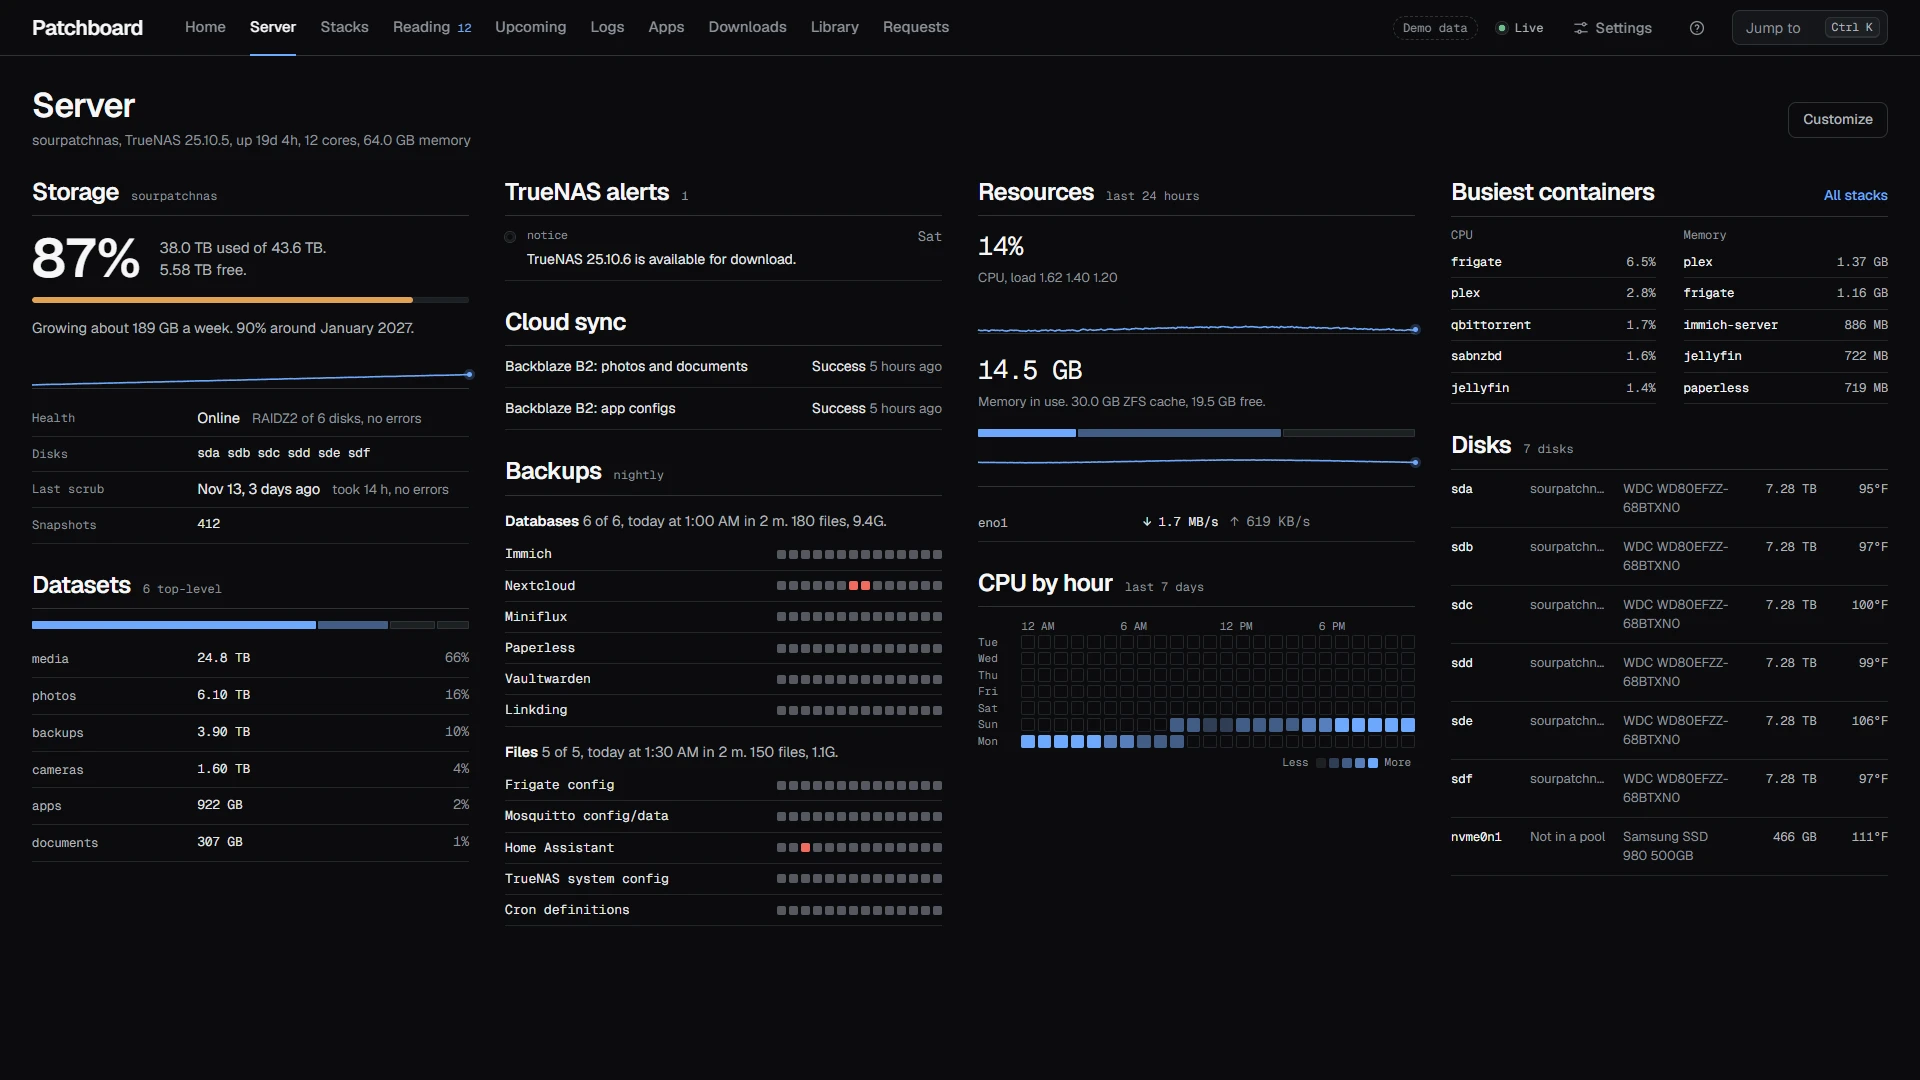 Patchboard
Home
Server
Stacks
Reading 12
Upcoming
Logs
Apps
Downloads
Library
Requests
Demo data
Live
Settings
Jump to Ctrl K
Server
sourpatchnas, TrueNAS 25.10.5, up 19d 4h, 12 cores, 64.0 GB memory
Customize
Storage sourpatchnas
87%
38.0 TB used of 43.6 TB.
5.58 TB free.
Growing about 189 GB a week. 90% around January 2027.
Health Online RAIDZ2 of 6 disks, no errors
Disks sda sdb sdc sdd sde sdf
Last scrub Nov 13, 3 days ago took 14 h, no errors
Snapshots 412
Datasets 6 top-level
media 24.8 TB 66%
photos 6.10 TB 16%
backups 3.90 TB 10%
cameras 1.60 TB 4%
apps 922 GB 2%
documents 307 GB 1%
TrueNAS alerts 1
notice Sat
TrueNAS 25.10.6 is available for download.
Cloud sync
Backblaze B2: photos and documents Success 5 hours ago
Backblaze B2: app configs Success 5 hours ago
Backups nightly
Databases 6 of 6, today at 1:00 AM in 2 m. 180 files, 9.4G.
Immich
Nextcloud
Miniflux
Paperless
Vaultwarden
Linkding
Files 5 of 5, today at 1:30 AM in 2 m. 150 files, 1.1G.
Frigate config
Mosquitto config/data
Home Assistant
TrueNAS system config
Cron definitions
Resources last 24 hours
14%
CPU, load 1.62 1.40 1.20
14.5 GB
Memory in use. 30.0 GB ZFS cache, 19.5 GB free.
eno1 ↓ 1.7 MB/s ↑ 619 KB/s
CPU by hour last 7 days
12 AM 6 AM 12 PM 6 PM
Tue
Wed
Thu
Fri
Sat
Sun
Mon
Less More
Busiest containers All stacks
CPU
frigate 6.5%
plex 2.8%
qbittorrent 1.7%
sabnzbd 1.6%
jellyfin 1.4%
Memory
plex 1.37 GB
frigate 1.16 GB
immich-server 886 MB
jellyfin 722 MB
paperless 719 MB
Disks 7 disks
sda sourpatchn… WDC WD80EFZZ- 7.28 TB 95°F
68BTXN0
sdb sourpatchn… WDC WD80EFZZ- 7.28 TB 97°F
68BTXN0
sdc sourpatchn… WDC WD80EFZZ- 7.28 TB 100°F
68BTXN0
sdd sourpatchn… WDC WD80EFZZ- 7.28 TB 99°F
68BTXN0
sde sourpatchn… WDC WD80EFZZ- 7.28 TB 106°F
68BTXN0
sdf sourpatchn… WDC WD80EFZZ- 7.28 TB 97°F
68BTXN0
nvme0n1 Not in a pool Samsung SSD 466 GB 111°F
980 500GB